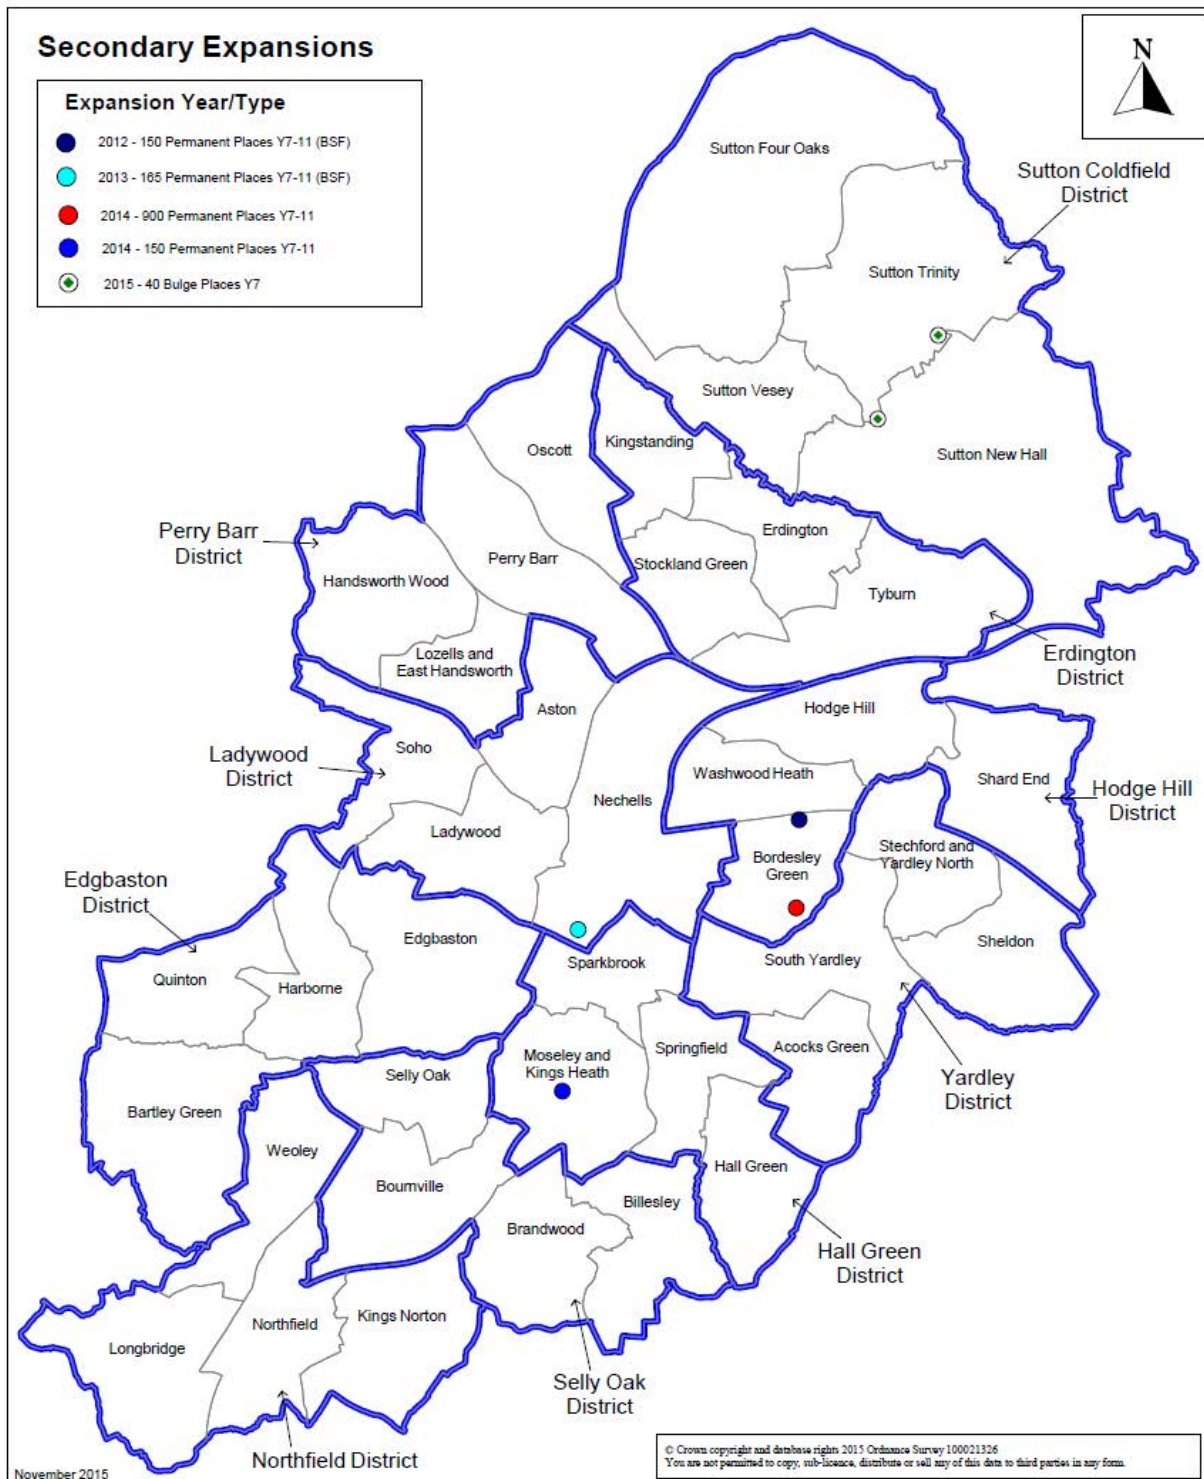 Secondary Expansions
Expansion Year/Type
2012 - 150 Permanent Places Y7-11 (BSF)
2013 - 165 Permanent Places Y7-11 (BSF)
2014 - 900 Permanent Places Y7-11
2014 - 150 Permanent Places Y7-11
2015 - 40 Bulge Places Y7
N
Sutton Four Oaks
Sutton Coldfield
District
Sutton Trinity
Sutton Vesey
Kingstanding
Oscott
Sutton New Hall
Perry Barr
District
Erdington
Perry Barr
Stockland Green
Handsworth Wood
Tyburn
Lozells and
East Handsworth
Erdington
District
Aston
Hodge Hill
Soho
Ladywood
District
Washwood Heath
Shard End
Hodge Hill
District
Nechells
Ladywood
Bordesley
Green
Stechford and
Yardley North
Edgbaston
District
Edgbaston
Sparkbrook
South Yardley
Sheldon
Quinton
Harborne
Moseley and
Kings Heath
Springfield
Acocks Green
Selly Oak
Yardley
District
Bartley Green
Weoley
Hall Green
Bournville
Billesley
Brandwood
Hall Green
District
Kings Norton
Northfield
Longbridge
Selly Oak
District
Northfield District
© Crown copyright and database rights 2015 Ordnance Survey 100021326
You are not permitted to copy, sub-licence, distribute or sell any of this data to third parties in any form.
November 2015